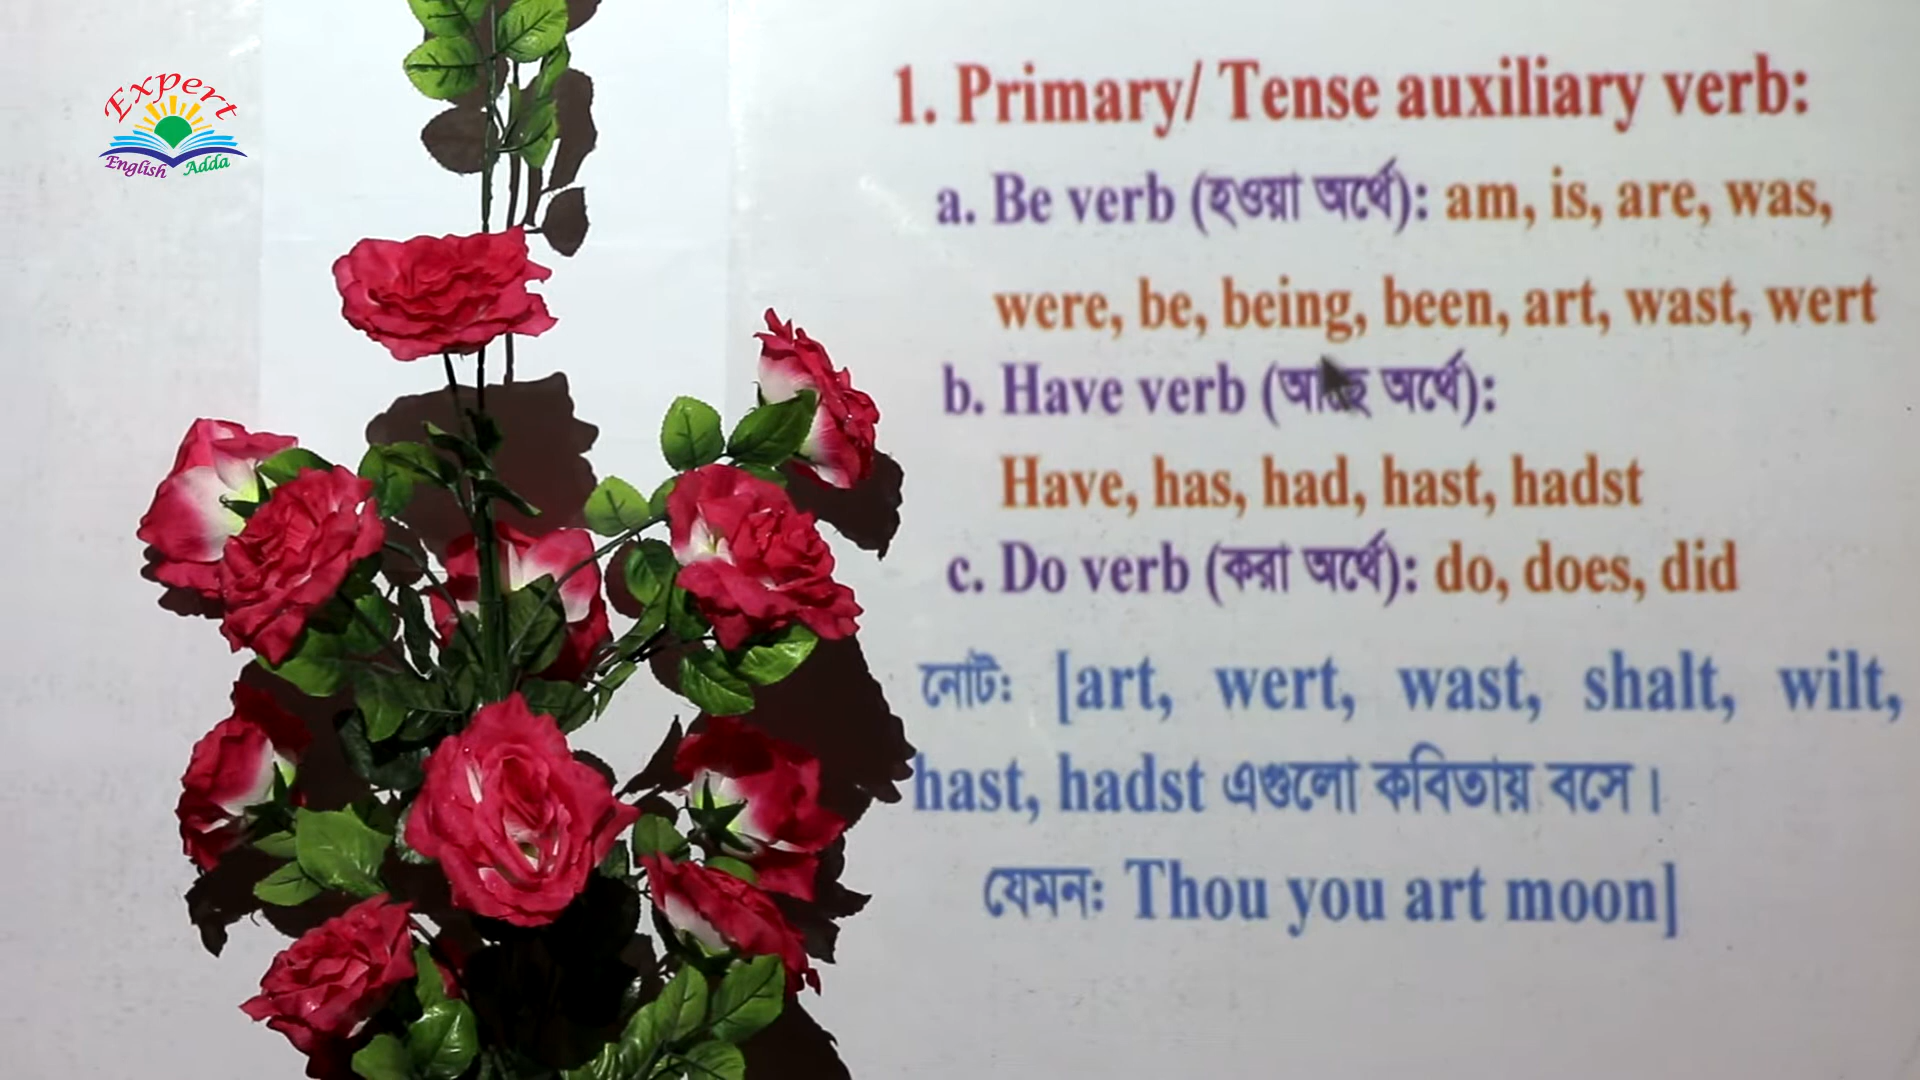 Expert
English Adda
1. Primary/ Tense auxiliary verb:
a. Be verb (হওয়া অর্থে): am, is, are, was,
were, be, being, been, art, wast, wert
b. Have verb (আছে অর্থে):
Have, has, had, hast, hadst
c. Do verb (করা অর্থে): do, does, did
নোটঃ [art, wert, wast, shalt, wilt,
hast, hadst এগুলো কবিতায় বসে।
যেমনঃ Thou you art moon]